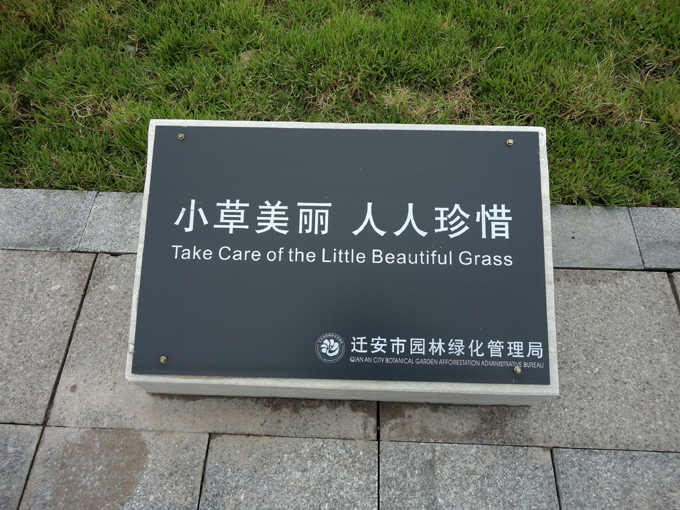 小草美丽 人人珍惜
Take Care of the Little Beautiful Grass
迁安市园林绿化管理局
QIAN AN CITY BOTANICAL GARDEN AFFORESTATION ADMINISTRATIVE BUREAU